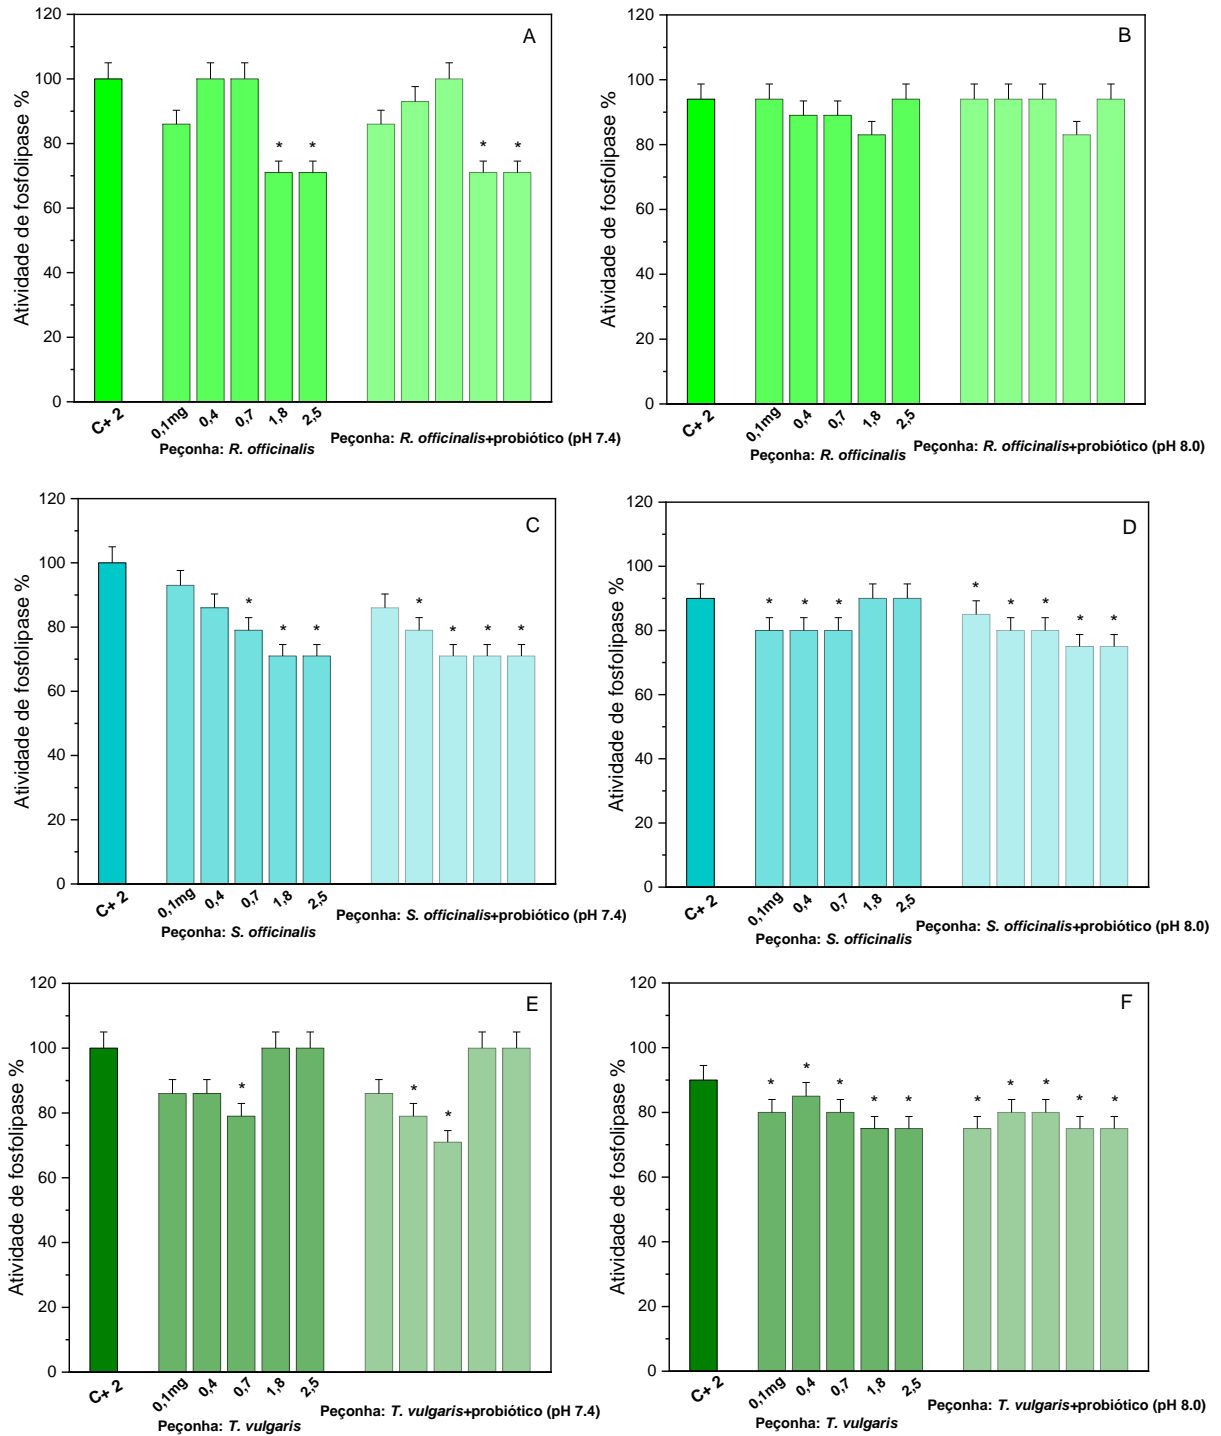 A
Atividade de fosfolipase %
120
100
80
60
40
20
0
C+ 2
0,1mg
0,4
0,7
1,8
2,5
* * * *
Peçonha: R. officinalis
Peçonha: R. officinalis+probiótico (pH 7.4)
B
Atividade de fosfolipase %
120
100
80
60
40
20
0
C+ 2
0,1mg
0,4
0,7
1,8
2,5
Peçonha: R. officinalis
Peçonha: R. officinalis+probiótico (pH 8.0)
C
Atividade de fosfolipase %
120
100
80
60
40
20
0
C+ 2
0,1mg
0,4
0,7
1,8
2,5
* * * * * * *
Peçonha: S. officinalis
Peçonha: S. officinalis+probiótico (pH 7.4)
D
Atividade de fosfolipase %
120
100
80
60
40
20
0
C+ 2
0,1mg
0,4
0,7
1,8
2,5
* * * * * * * *
Peçonha: S. officinalis
Peçonha: S. officinalis+probiótico (pH 8.0)
E
Atividade de fosfolipase %
120
100
80
60
40
20
0
C+ 2
0,1mg
0,4
0,7
1,8
2,5
* * *
Peçonha: T. vulgaris
Peçonha: T. vulgaris+probiótico (pH 7.4)
F
Atividade de fosfolipase %
120
100
80
60
40
20
0
C+ 2
0,1mg
0,4
0,7
1,8
2,5
* * * * * * * * * *
Peçonha: T. vulgaris
Peçonha: T. vulgaris+probiótico (pH 8.0)